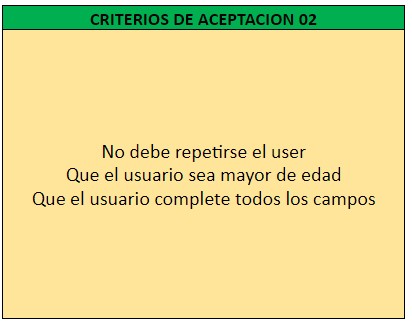 CRITERIOS DE ACEPTACION 02
No debe repetirse el user
Que el usuario sea mayor de edad
Que el usuario complete todos los campos